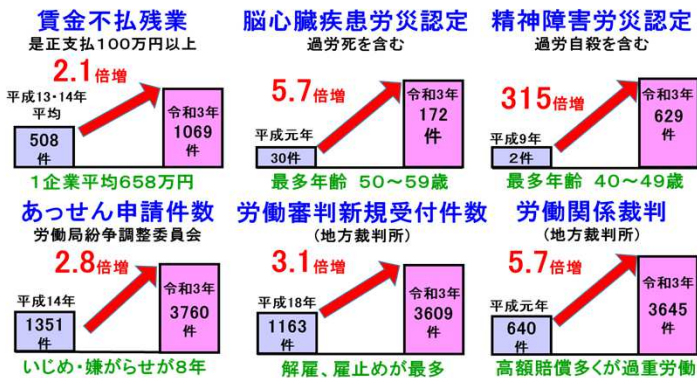 賃金不払残業
是正支払100万円以上
2.1倍増
平成13・14年
平均
508
件
令和3年
1069
件
1企業平均658万円
脳心臓疾患労災認定
過労死を含む
5.7倍増
平成元年
30件
令和3年
172
件
最多年齢 50～59歳
精神障害労災認定
過労自殺を含む
315倍増
平成9年
2件
令和3年
629
件
最多年齢 40～49歳
あっせん申請件数
労働局紛争調整委員会
2.8倍増
平成14年
1351
件
令和3年
3760
件
いじめ・嫌がらせが8年
労働審判新規受付件数
(地方裁判所)
3.1倍増
平成18年
1163
件
令和3年
3609
件
解雇、雇止めが最多
労働関係裁判
(地方裁判所)
5.7倍増
平成元年
640
件
令和3年
3645
件
高額賠償多くが過重労働